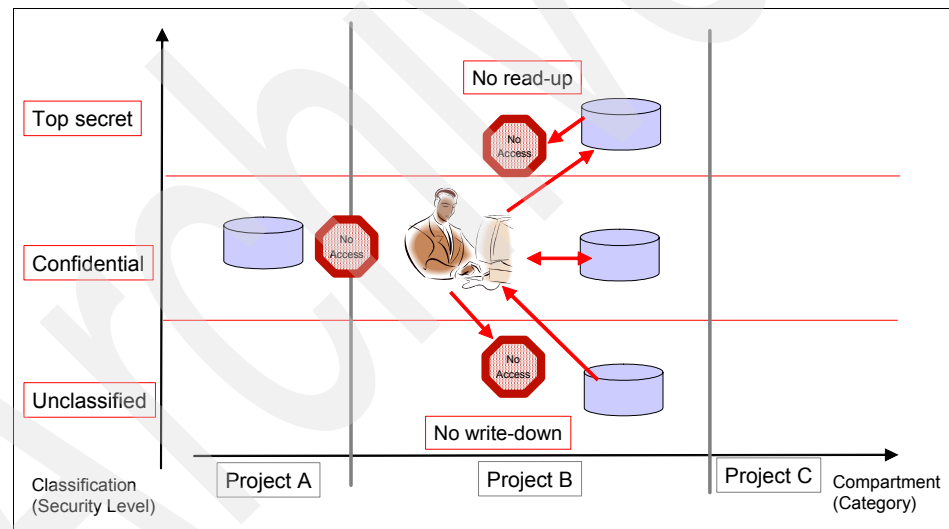 No read-up
Top secret
No
Access
No
Access
Confidential
No
Access
Unclassified
No write-down
Project A
Project B
Project C
Classification
(Security Level)
Compartment
(Category)